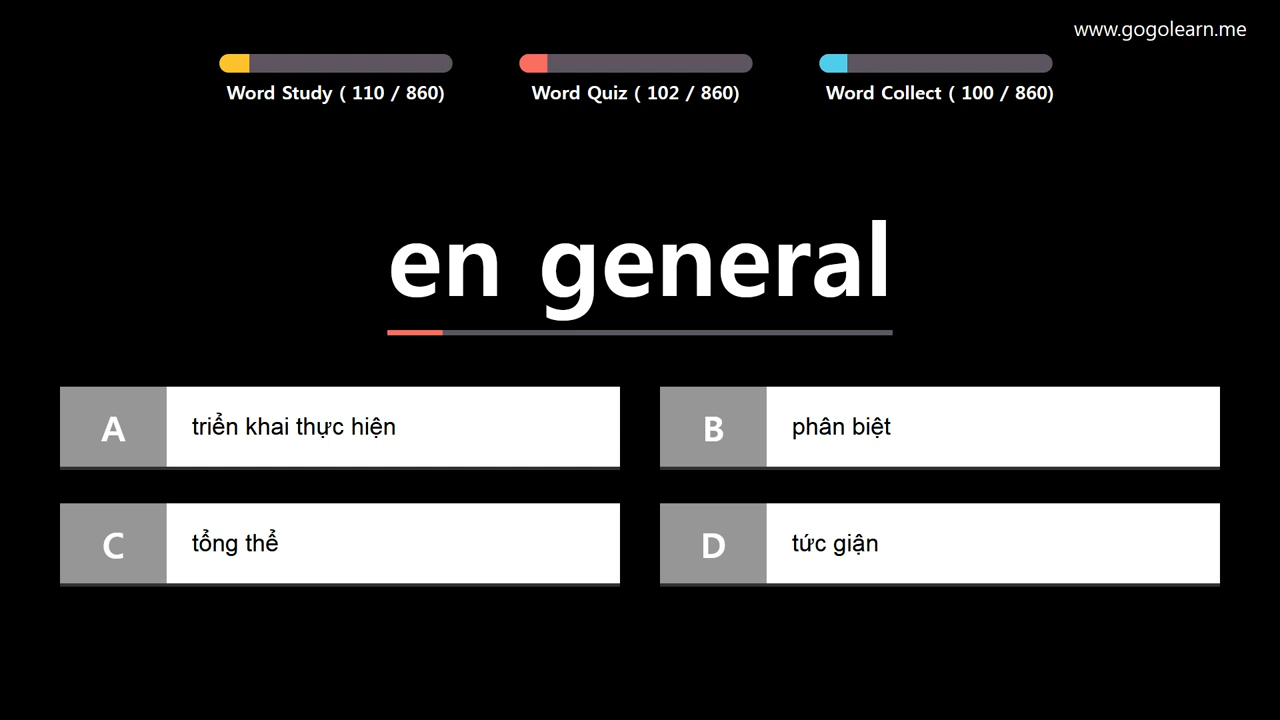 www.gogolearn.me
Word Study ( 110 / 860)
Word Quiz ( 102 / 860)
Word Collect ( 100 / 860)
en general
A triển khai thực hiện
B phân biệt
C tổng thể
D tức giận